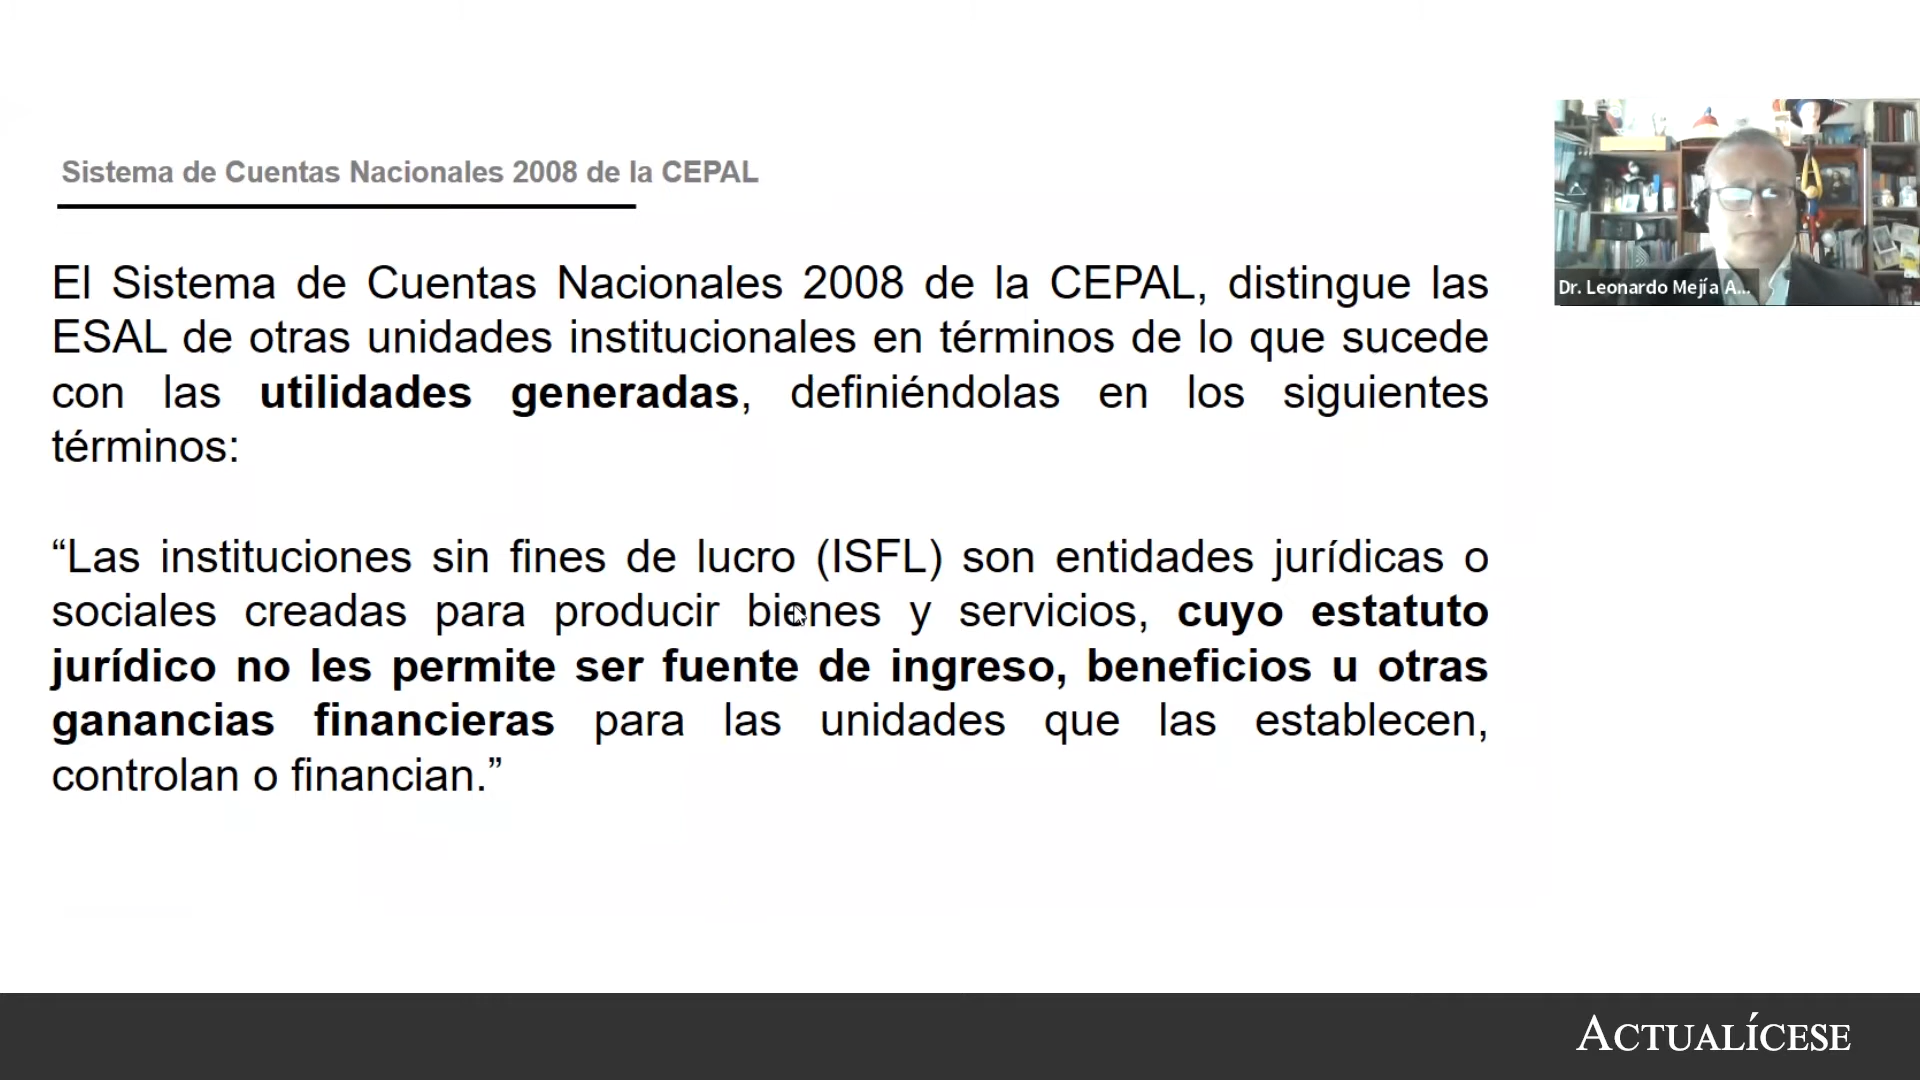 Sistema de Cuentas Nacionales 2008 de la CEPAL
El Sistema de Cuentas Nacionales 2008 de la CEPAL, distingue las
ESAL de otras unidades institucionales en términos de lo que sucede
con las utilidades generadas, definiéndolas en los siguientes
términos:
“Las instituciones sin fines de lucro (ISFL) son entidades jurídicas o
sociales creadas para producir bienes y servicios, cuyo estatuto
jurídico no les permite ser fuente de ingreso, beneficios u otras
ganancias financieras para las unidades que las establecen,
controlan o financian.”
Dr. Leonardo Mejía A...
ACTUALÍCESE